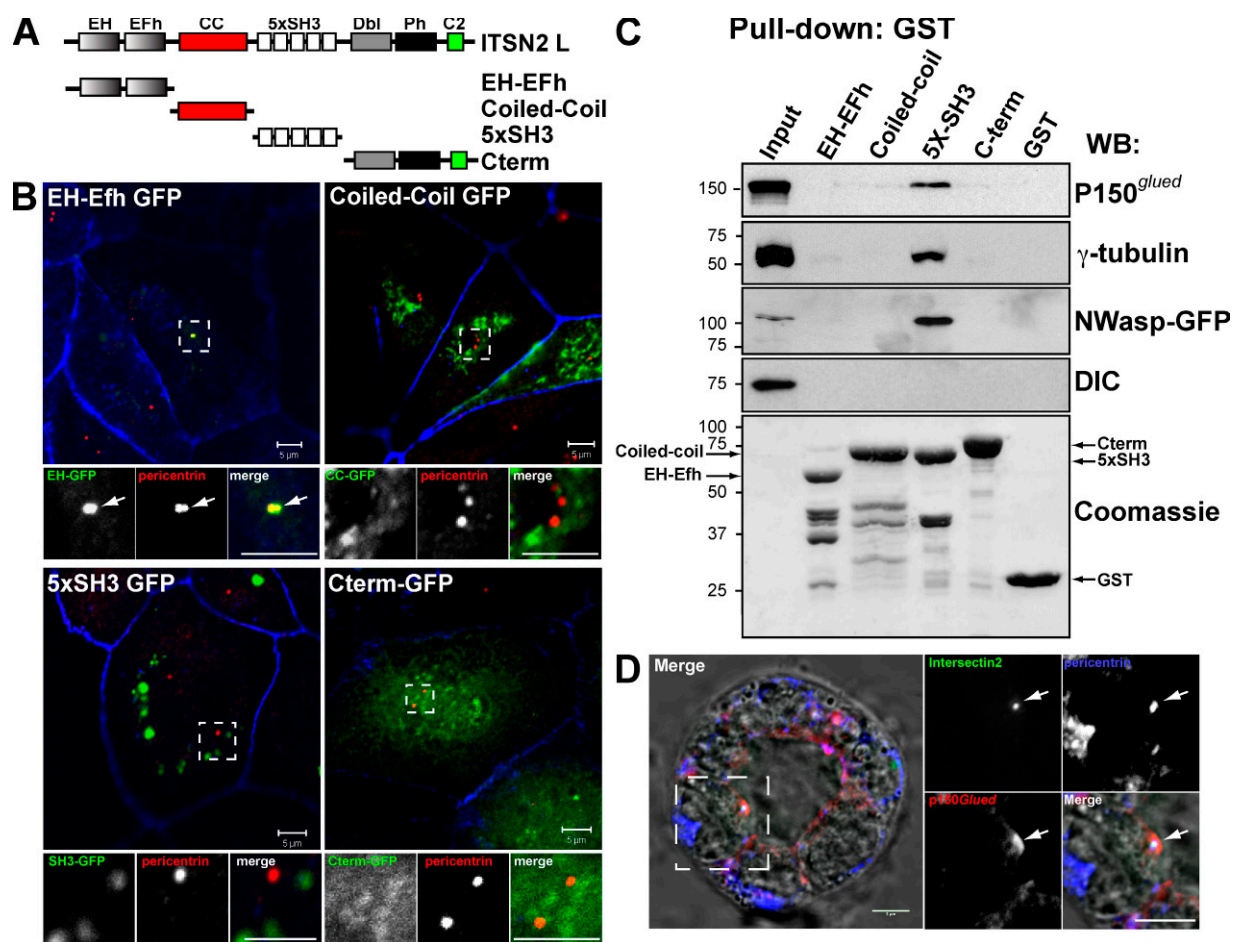 A
EH EFh CC 5xSH3 Dbl Ph C2
ITSN2 L
EH-EFh
Coiled-Coil
5xSH3
Cterm
B
EH-Efh GFP
Coiled-Coil GFP
5 µm
5 µm
EH-GFP
pericentrin
merge
CC-GFP
pericentrin
merge
5xSH3 GFP
Cterm-GFP
5 µm
5 µm
SH3-GFP
pericentrin
merge
Cterm-GFP
pericentrin
merge
C
Pull-down: GST
Input
EH-EFh
Coiled-coil
5X-SH3
C-term
GST
WB:
150
P150glued
75
50
γ-tubulin
100
75
NWasp-GFP
75
DIC
100
75
50
37
25
Coiled-coil
EH-Efh
Cterm
5xSH3
Coomassie
GST
D
Merge
Intersectin2
pericentrin
p150Glued
Merge